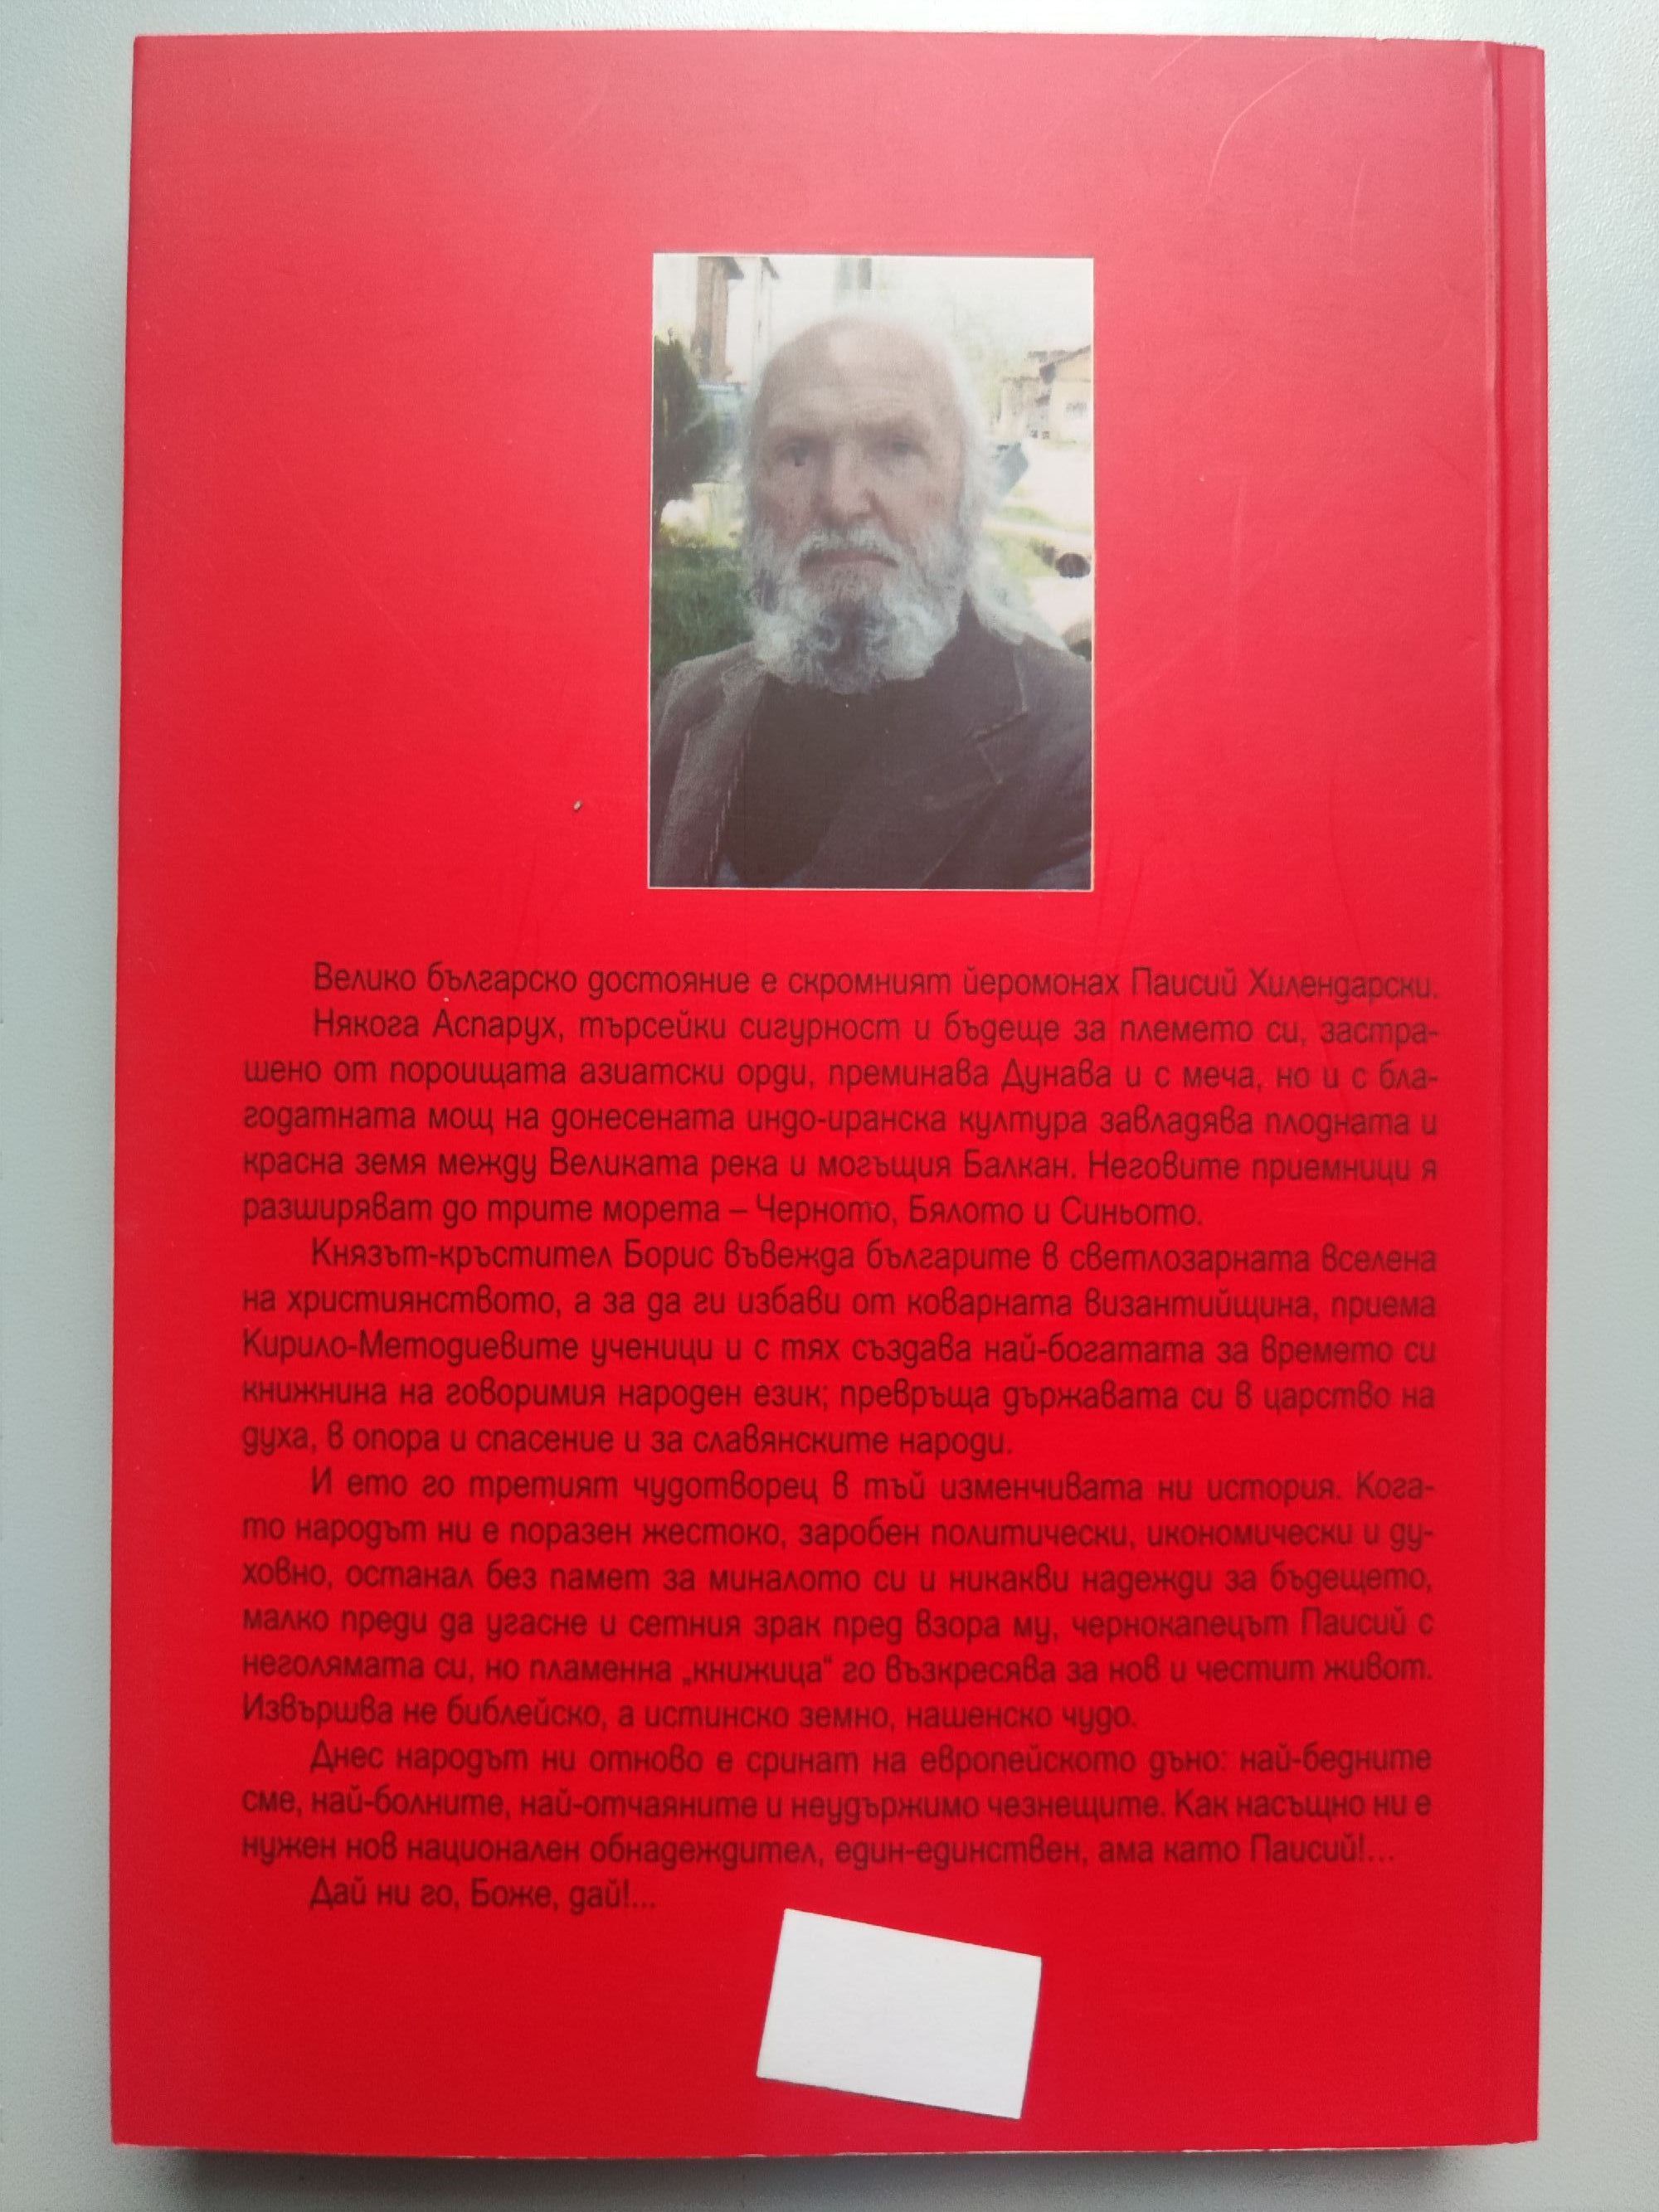 Велико българско достояние е скромният йеромонах Паисий Хилендарски.
Някога Аспарух, търсейки сигурност и бъдеще за племето си, застра-
шено от пороищата азиатски орди, преминава Дунава и с меча, но и с бла-
годатната мощ на донесената индо-иранска култура завладява плодната и
красна земя между Великата река и могъщия Балкан. Неговите приемници я
разширяват до трите морета – Черното, Бялото и Синьото.
Князът-кръстител Борис въвежда българите в светлозарната вселена
на християнството, а за да ги избави от коварната византийщина, приема
Кирило-Методиевите ученици и с тях създава най-богатата за времето си
книжнина на говоримия народен език; превръща държавата си в царство на
духа, в опора и спасение и за славянските народи.
И ето го третият чудотворец в тъй изменчивата ни история. Кога-
то народът ни е поразен жестоко, заробен политически, икономически и ду-
ховно, останал без памет за миналото си и никакви надежди за бъдещето,
малко преди да угасне и сетния зрак пред взора му, чернокапецът Паисий с
неголямата си, но пламенна „книжица“ го възкресява за нов и честит живот.
Извършва не библейско, а истинско земно, нашенско чудо.
Днес народът ни отново е сринат на европейското дъно: най-бедните
сме, най-болните, най-отчаяните и неудържимо чезнещите. Как насъщно ни е
нужен нов национален обнадеждител, един-единствен, ама като Паисий!...
Дай ни го, Боже, дай!...